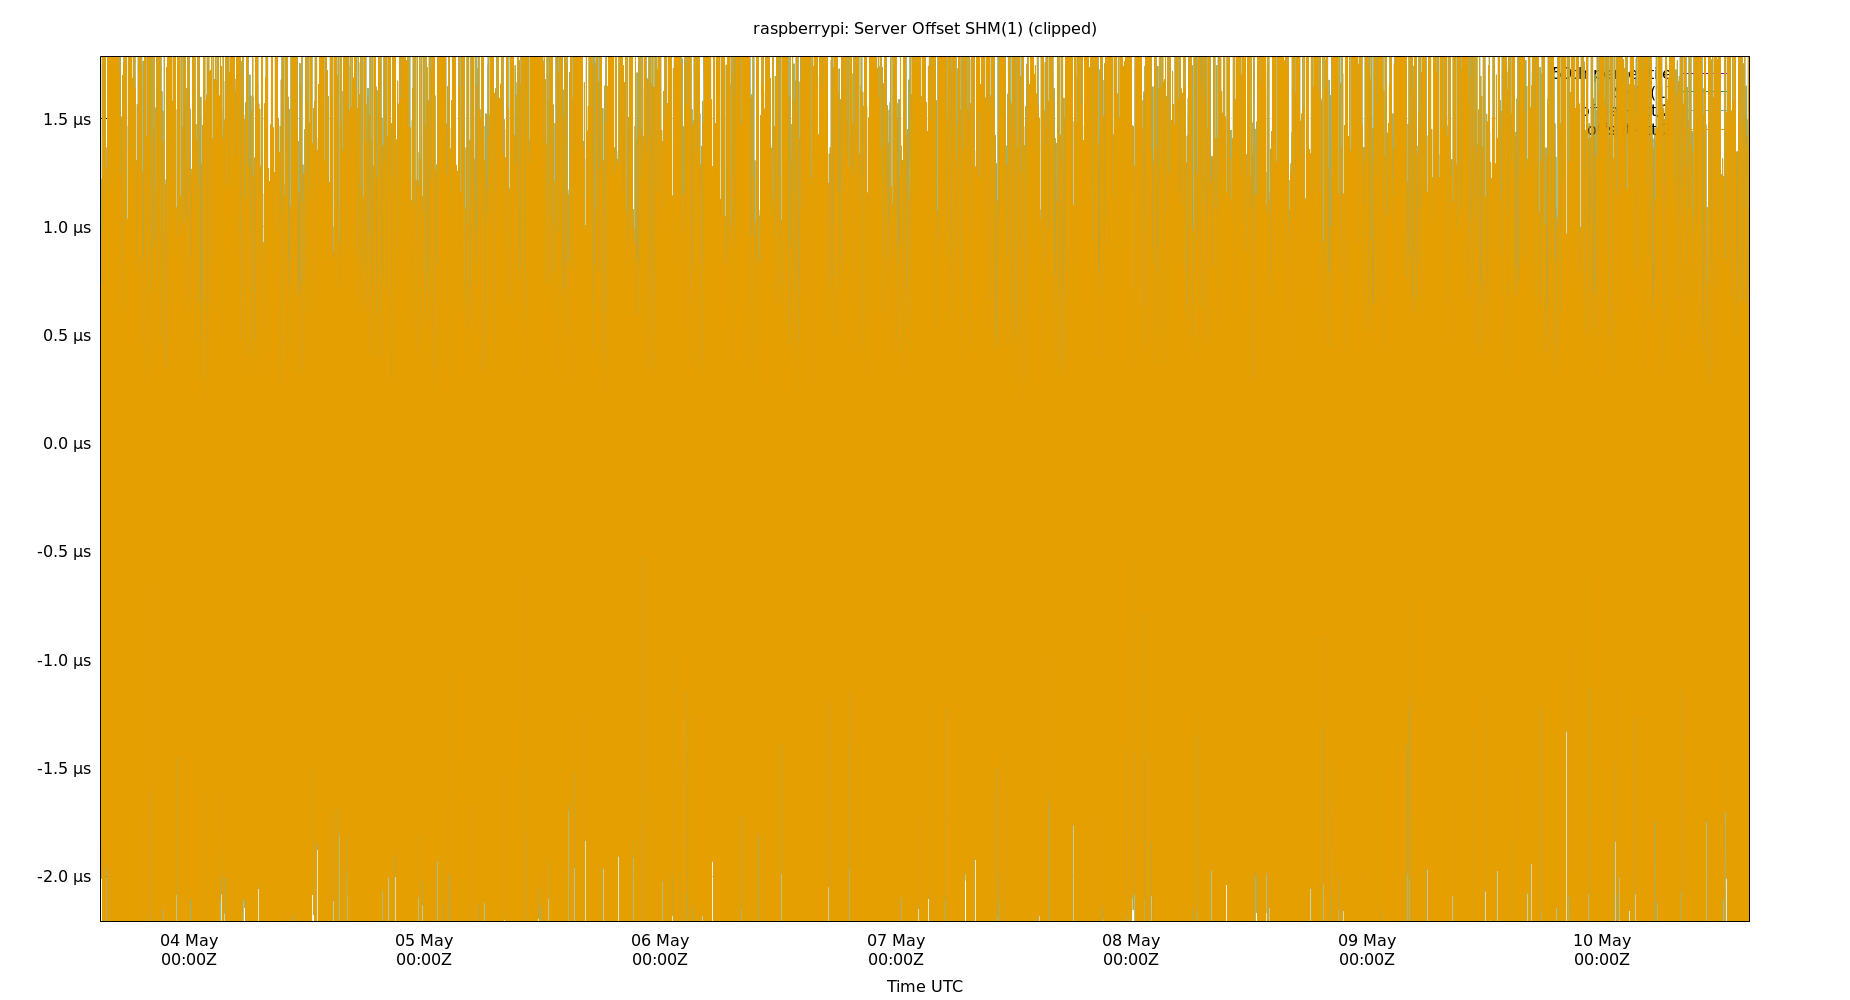 raspberrypi: Server Offset SHM(1) (clipped)
1.5 µs
1.0 µs
0.5 µs
0.0 µs
-0.5 µs
-1.0 µs
-1.5 µs
-2.0 µs
04 May 05 May 06 May 07 May 08 May 09 May 10 May
00:00Z 00:00Z 00:00Z 00:00Z 00:00Z 00:00Z 00:00Z
Time UTC